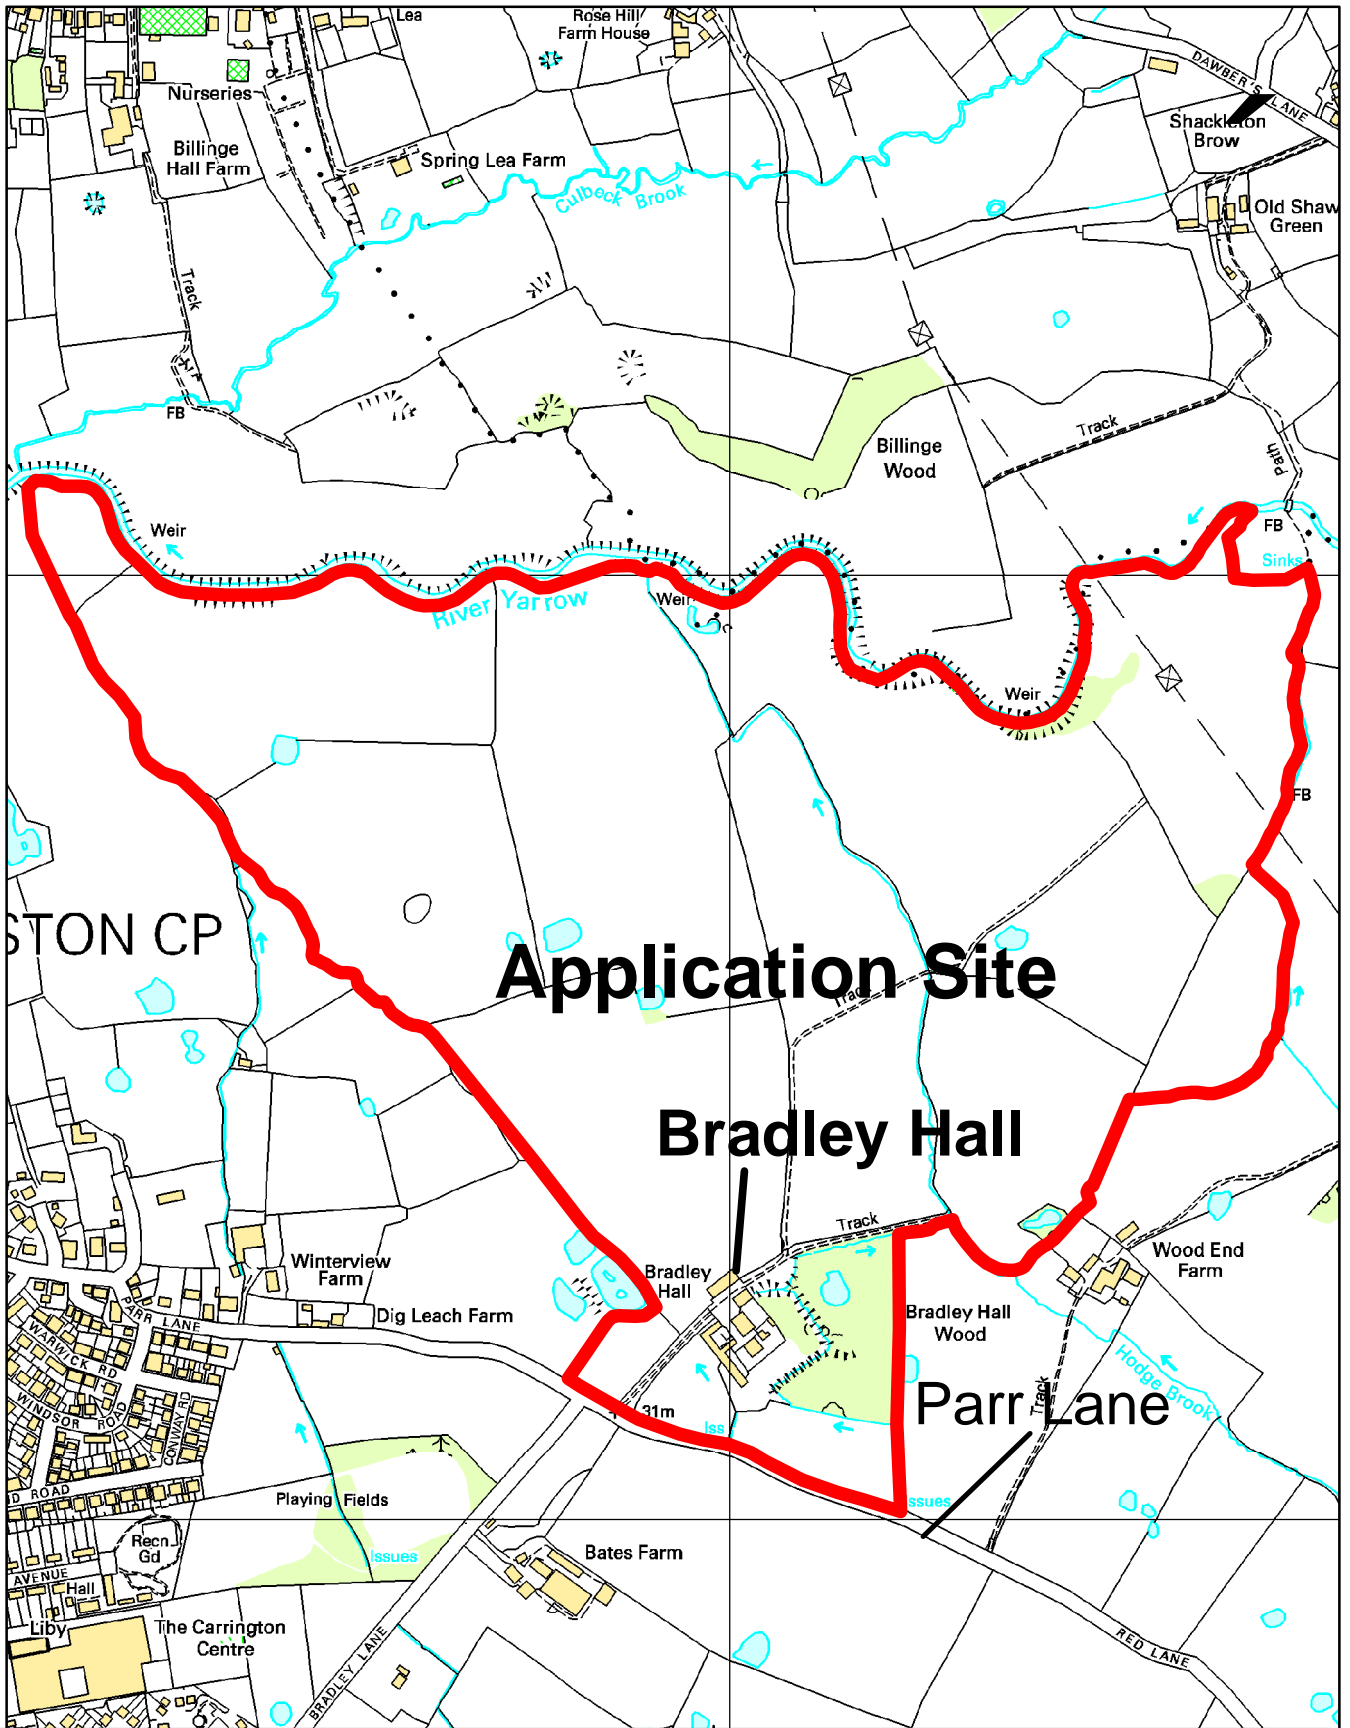 Lea
Rose Hill
Farm House
DAWBER'S LANE
Nurseries
Shackleton
Brow
Billinge
Hall Farm
Spring Lea Farm
Culbeck Brook
Old Shaw
Green
Track
FB
Track
Billinge
Wood
Path
Weir
FB
Sinks
River Yarrow
Weir
Weir
FB
STON CP
Application Site
Track
Bradley Hall
Track
Winterview
Farm
Bradley
Hall
Wood End
Farm
PARR LANE
Dig Leach Farm
Bradley Hall
Wood
WARWICK RD
WINDSOR ROAD
CONWAY RD
Hodge Brook
Track
Parr Lane
31m
Iss
D ROAD
Playing Fields
Issues
ssues
Recn
Gd
AVENUE
Hall
Bates Farm
Liby
The Carrington
Centre
BRADLEY LANE
RED LANE